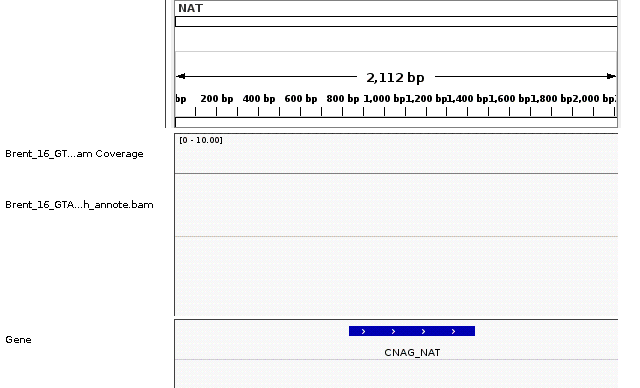 NAT
2,112 bp
bp 200 bp 400 bp 600 bp 800 bp 1,000 bp 1,200 bp 1,400 bp 1,600 bp 1,800 bp 2,000 bp
[0 - 10.00]
Brent_16_GT...am Coverage
Brent_16_GTA...h_annote.bam
Gene
CNAG_NAT